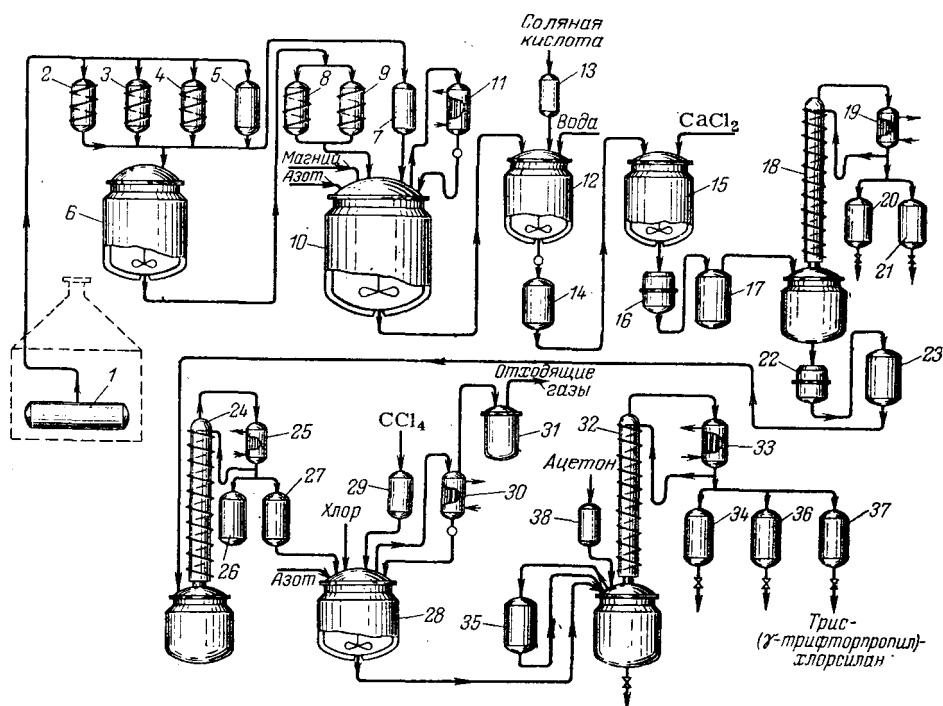 Соляная
кислота
2
3
4
5
8
9
7
11
13
Вода
CaCl₂
19
18
Магний
Азот
6
10
12
15
20
21
14
16
17
22
23
1
Отходящие
газы
24
25
CCl₄
31
32
33
27
29
30
Ацетон
Хлор
38
34
36
37
26
Азот
28
35
Трис-
(γ-трифторпропил)-
хлорсилан